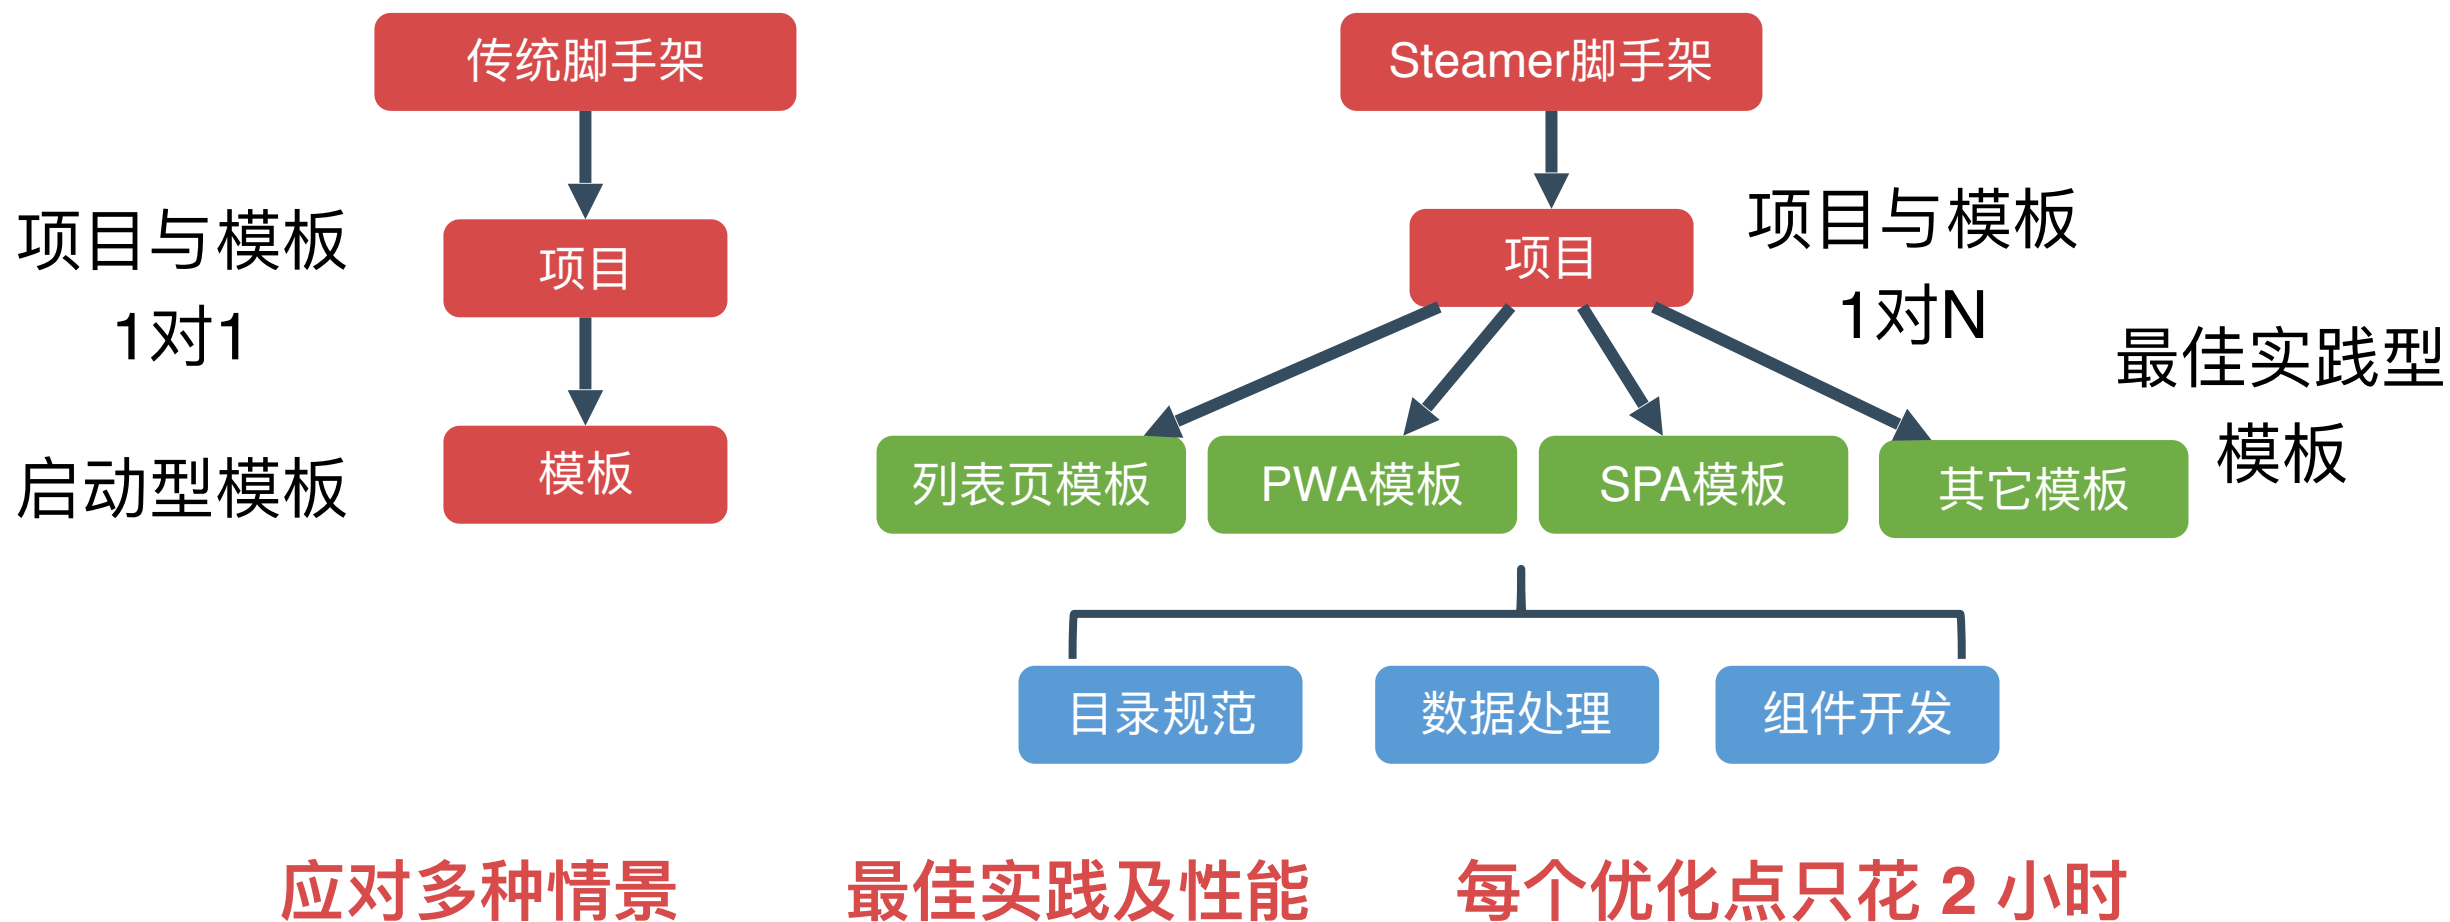 传统脚手架
项目与模板
1对1
项目
启动型模板
模板
Steamer脚手架
项目
项目与模板
1对N
最佳实践型
模板
列表页模板
PWA模板
SPA模板
其它模板
目录规范
数据处理
组件开发
应对多种情景
最佳实践及性能
每个优化点只花 2 小时